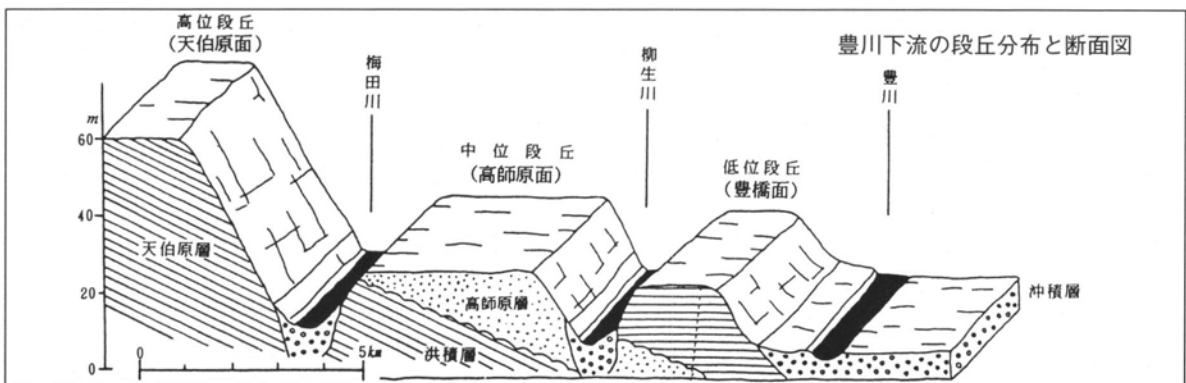 豊川下流の段丘分布と断面図
高位段丘
(天伯原面)
梅田川
中位段丘
(高師原面)
柳生川
低位段丘
(豊橋面)
豊川
m
60
40
20
0
天伯原層
高師原層
洪積層
沖積層
0
5km